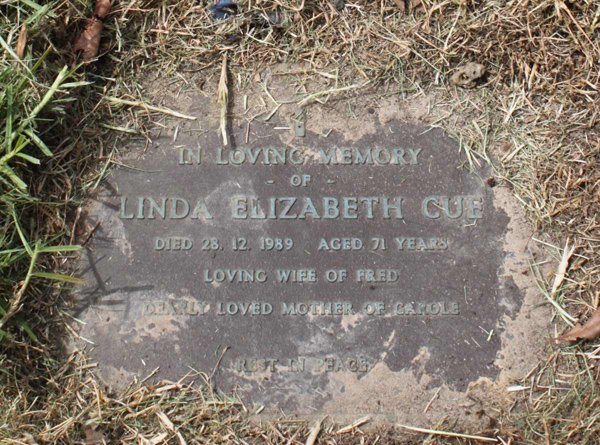 IN LOVING MEMORY
- OF -
LINDA ELIZABETH CUE
DIED 28. 12. 1989 AGED 71 YEARS
LOVING WIFE OF FRED
DEARLY LOVED MOTHER OF CAROLE
REST IN PEACE